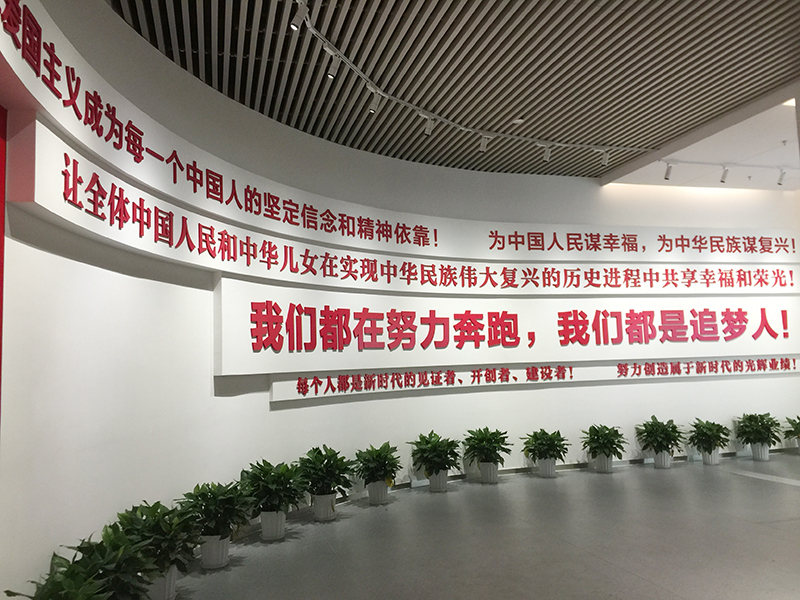 爱国主义成为每一个中国人的坚定信念和精神依靠！ 为中国人民谋幸福，为中华民族谋复兴！
让全体中国人民和中华儿女在实现中华民族伟大复兴的历史进程中共享幸福和荣光！
我们都在努力奔跑，我们都是追梦人！
每个人都是新时代的见证者、开创者、建设者！ 努力创造属于新时代的光辉业绩！